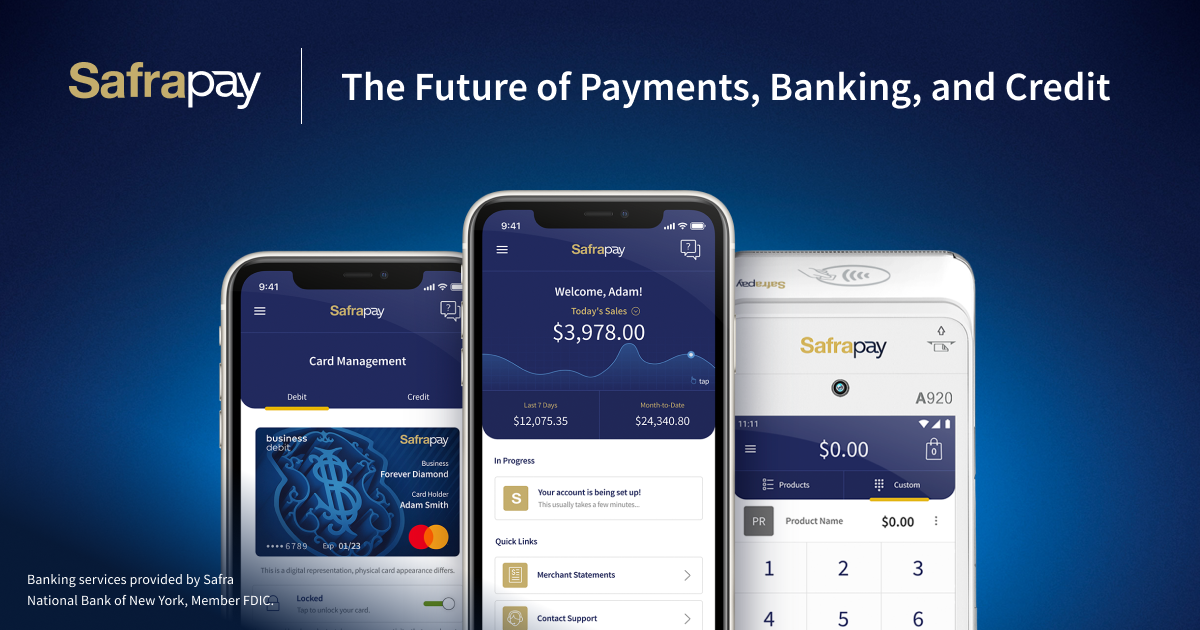 Safrapay
The Future of Payments, Banking, and Credit
9:41
Safrapay
?
Card Management
Debit
Credit
business
debit
Safrapay
Business
Forever Diamond
Card Holder
Adam Smith
•••• 6789 Exp 01/23
This is a digital representation, physical card appearance differs.
Locked
Tap to unlock your card.
Banking services provided by Safra
National Bank of New York, Member FDIC.
9:41
Safrapay
?
Welcome, Adam!
Today's Sales
$3,978.00
tap
Last 7 Days
$12,075.35
Month-to-Date
$24,340.80
In Progress
S
Your account is being set up!
This usually takes a few minutes...
Quick Links
Merchant Statements
Contact Support
Safrapay
Safrapay
A920
11:11
$0.00
0
Products
Custom
PR
Product Name
$0.00
1 2 3
4 5 6